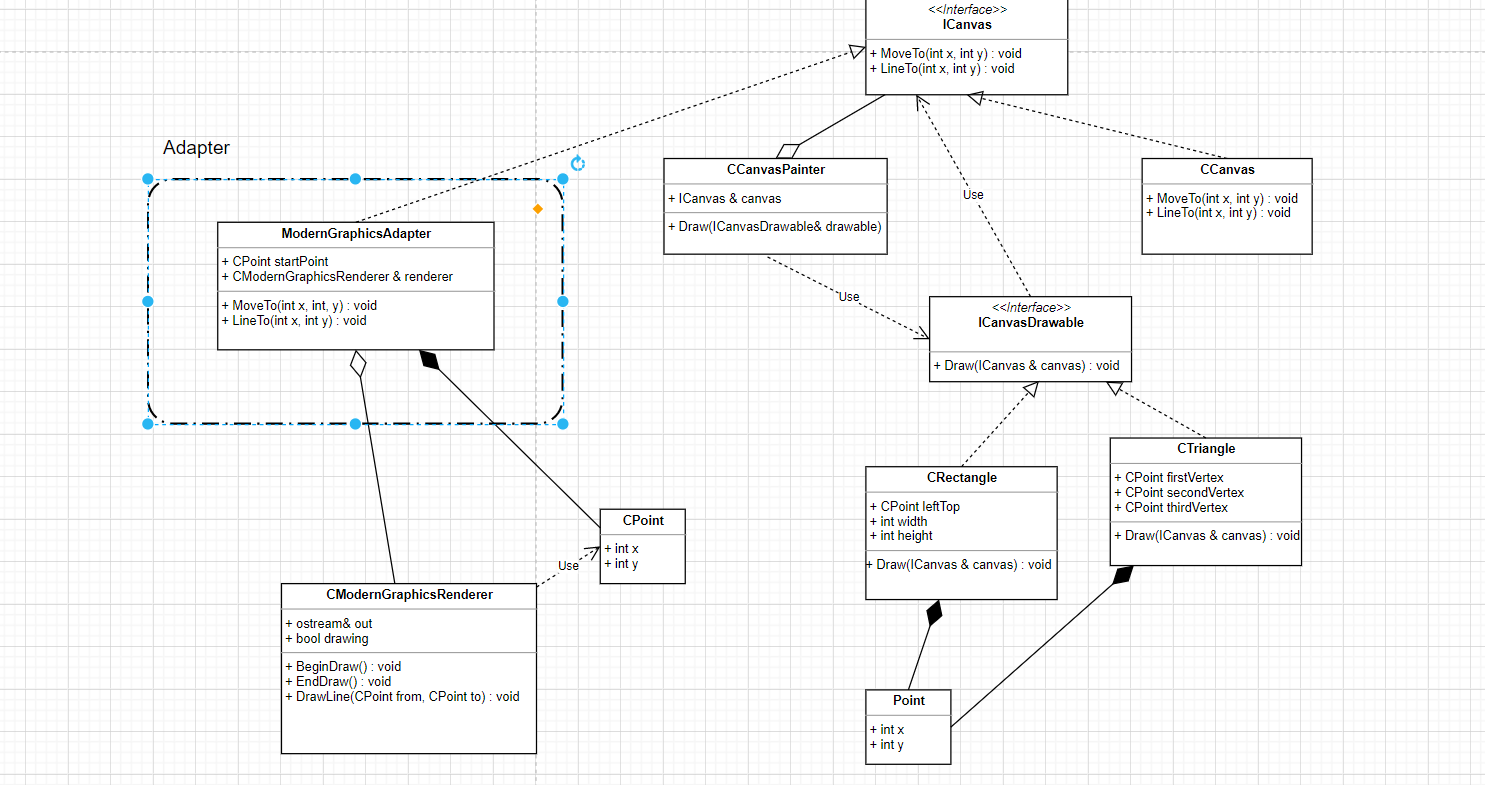 <<Interface>>
ICanvas
+ MoveTo(int x, int y) : void
+ LineTo(int x, int y) : void
Adapter
CCanvasPainter
+ ICanvas & canvas
+ Draw(ICanvasDrawable& drawable)
Use
CCanvas
+ MoveTo(int x, int y) : void
+ LineTo(int x, int y) : void
ModernGraphicsAdapter
+ CPoint startPoint
+ CModernGraphicsRenderer & renderer
+ MoveTo(int x, int, y) : void
+ LineTo(int x, int y) : void
Use
<<Interface>>
ICanvasDrawable
+ Draw(ICanvas & canvas) : void
CTriangle
+ CPoint firstVertex
+ CPoint secondVertex
+ CPoint thirdVertex
+ Draw(ICanvas & canvas) : void
CRectangle
+ CPoint leftTop
+ int width
+ int height
+ Draw(ICanvas & canvas) : void
CPoint
+ int x
+ int y
Use
CModernGraphicsRenderer
+ ostream& out
+ bool drawing
+ BeginDraw() : void
+ EndDraw() : void
+ DrawLine(CPoint from, CPoint to) : void
Point
+ int x
+ int y